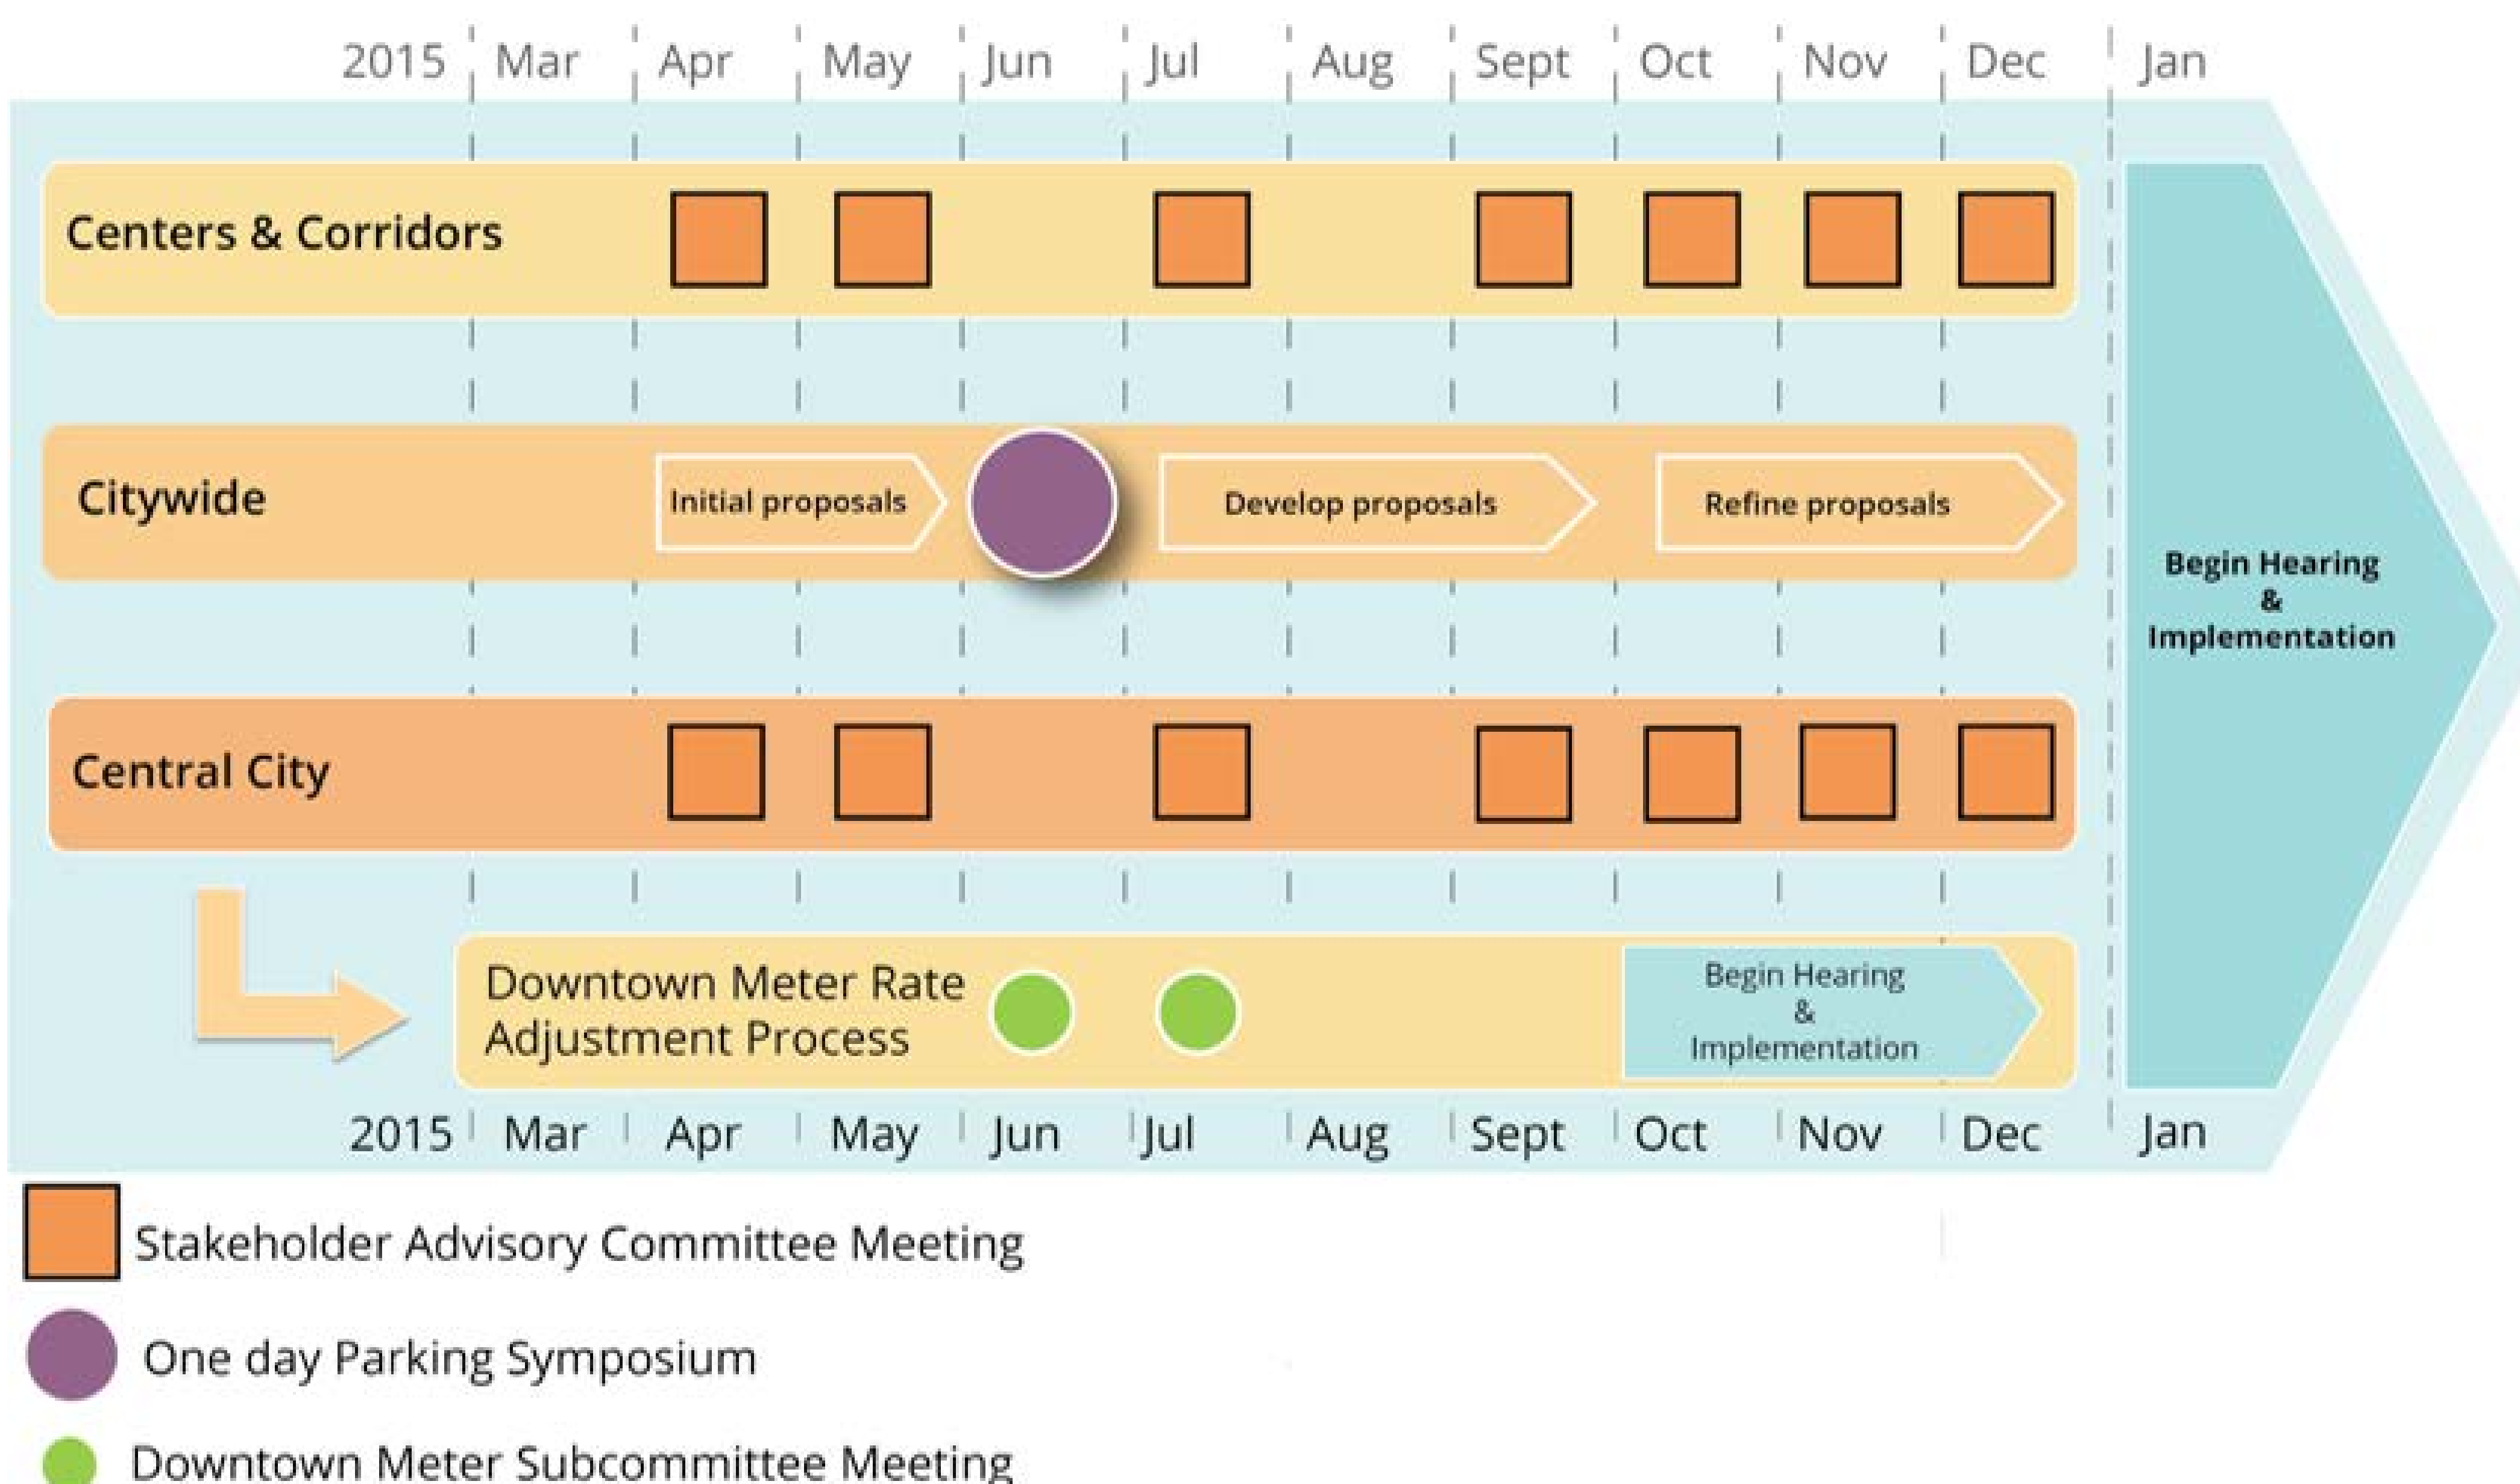 2015 Mar Apr May Jun Jul Aug Sept Oct Nov Dec Jan
Centers & Corridors
Citywide
Initial proposals
Develop proposals
Refine proposals
Begin Hearing
&
Implementation
Central City
Downtown Meter Rate
Adjustment Process
Begin Hearing
&
Implementation
2015 Mar Apr May Jun Jul Aug Sept Oct Nov Dec Jan
Stakeholder Advisory Committee Meeting
One day Parking Symposium
Downtown Meter Subcommittee Meeting